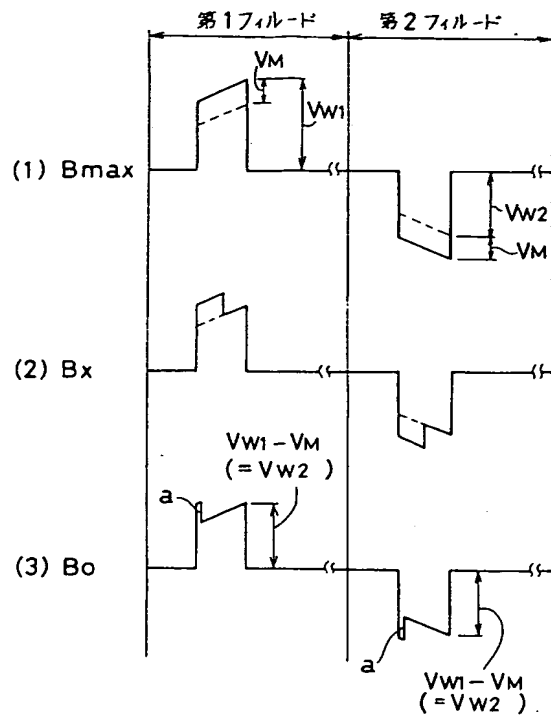 第1フィルード
第2フィルード
VM
VW1
(1) Bmax
VW2
VM
(2) Bx
VW1-VM
(=VW2)
a
(3) Bo
a
VW1-VM
(=VW2)